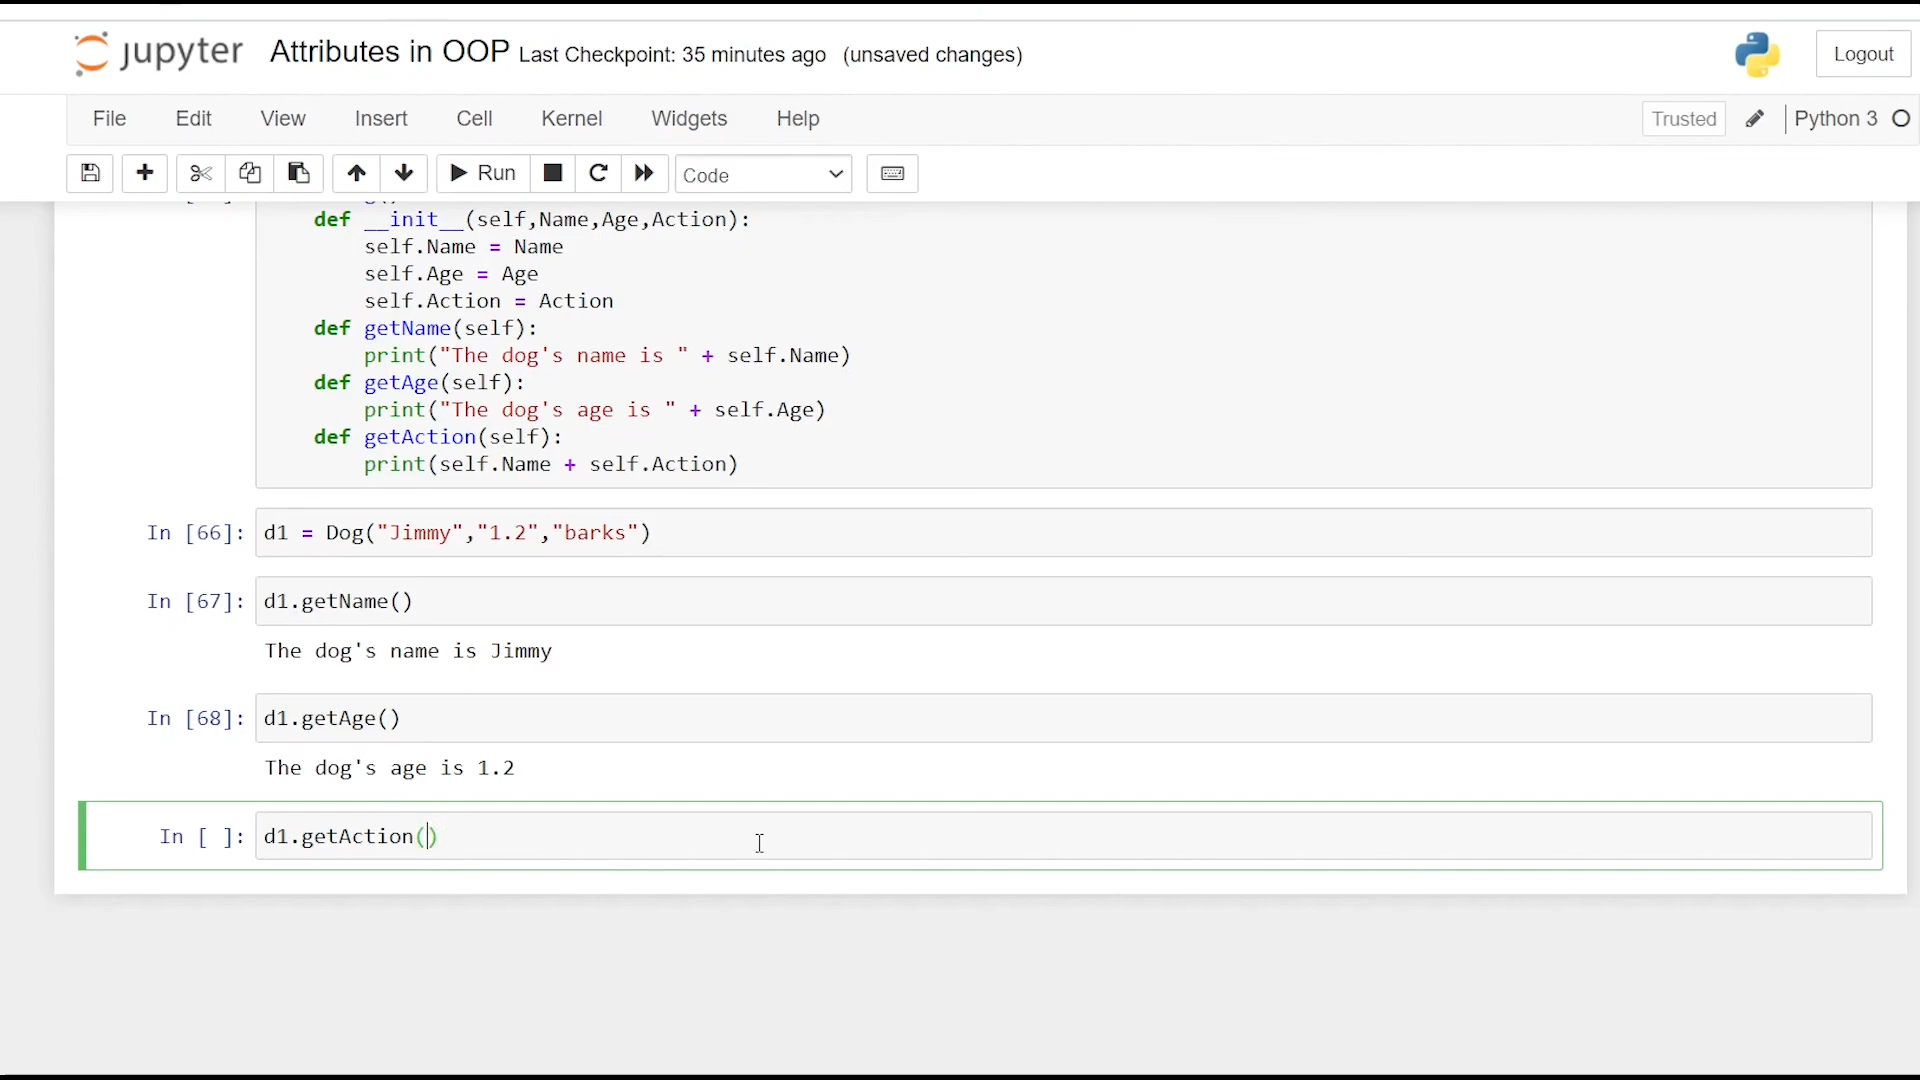 jupyter Attributes in OOP Last Checkpoint: 35 minutes ago (unsaved changes) Logout
File Edit View Insert Cell Kernel Widgets Help Trusted Python 3
Run Code
def __init__(self,Name,Age,Action):
self.Name = Name
self.Age = Age
self.Action = Action
def getName(self):
print("The dog's name is " + self.Name)
def getAge(self):
print("The dog's age is " + self.Age)
def getAction(self):
print(self.Name + self.Action)
In [66]: d1 = Dog("Jimmy","1.2","barks")
In [67]: d1.getName()
The dog's name is Jimmy
In [68]: d1.getAge()
The dog's age is 1.2
In [ ]: d1.getAction()